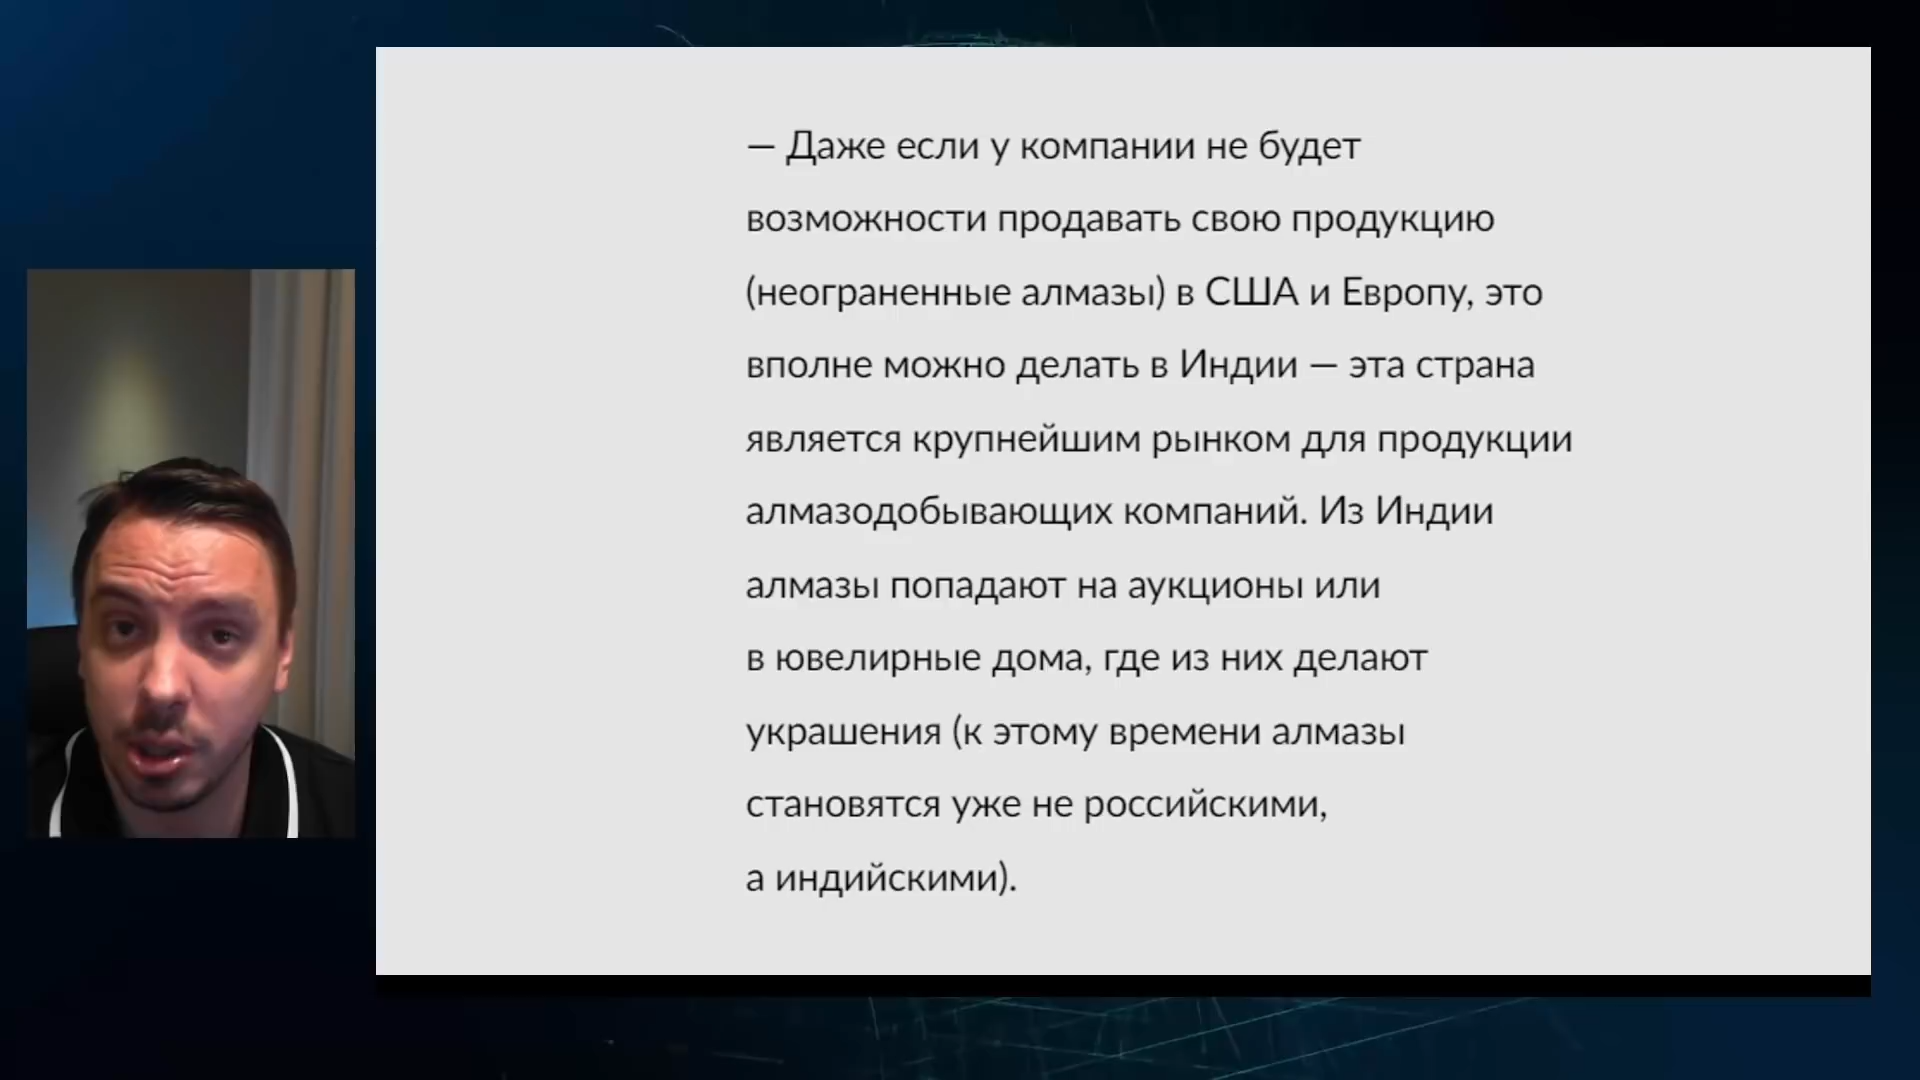 — Даже если у компании не будет
возможности продавать свою продукцию
(неограненные алмазы) в США и Европу, это
вполне можно делать в Индии — эта страна
является крупнейшим рынком для продукции
алмазодобывающих компаний. Из Индии
алмазы попадают на аукционы или
в ювелирные дома, где из них делают
украшения (к этому времени алмазы
становятся уже не российскими,
а индийскими).